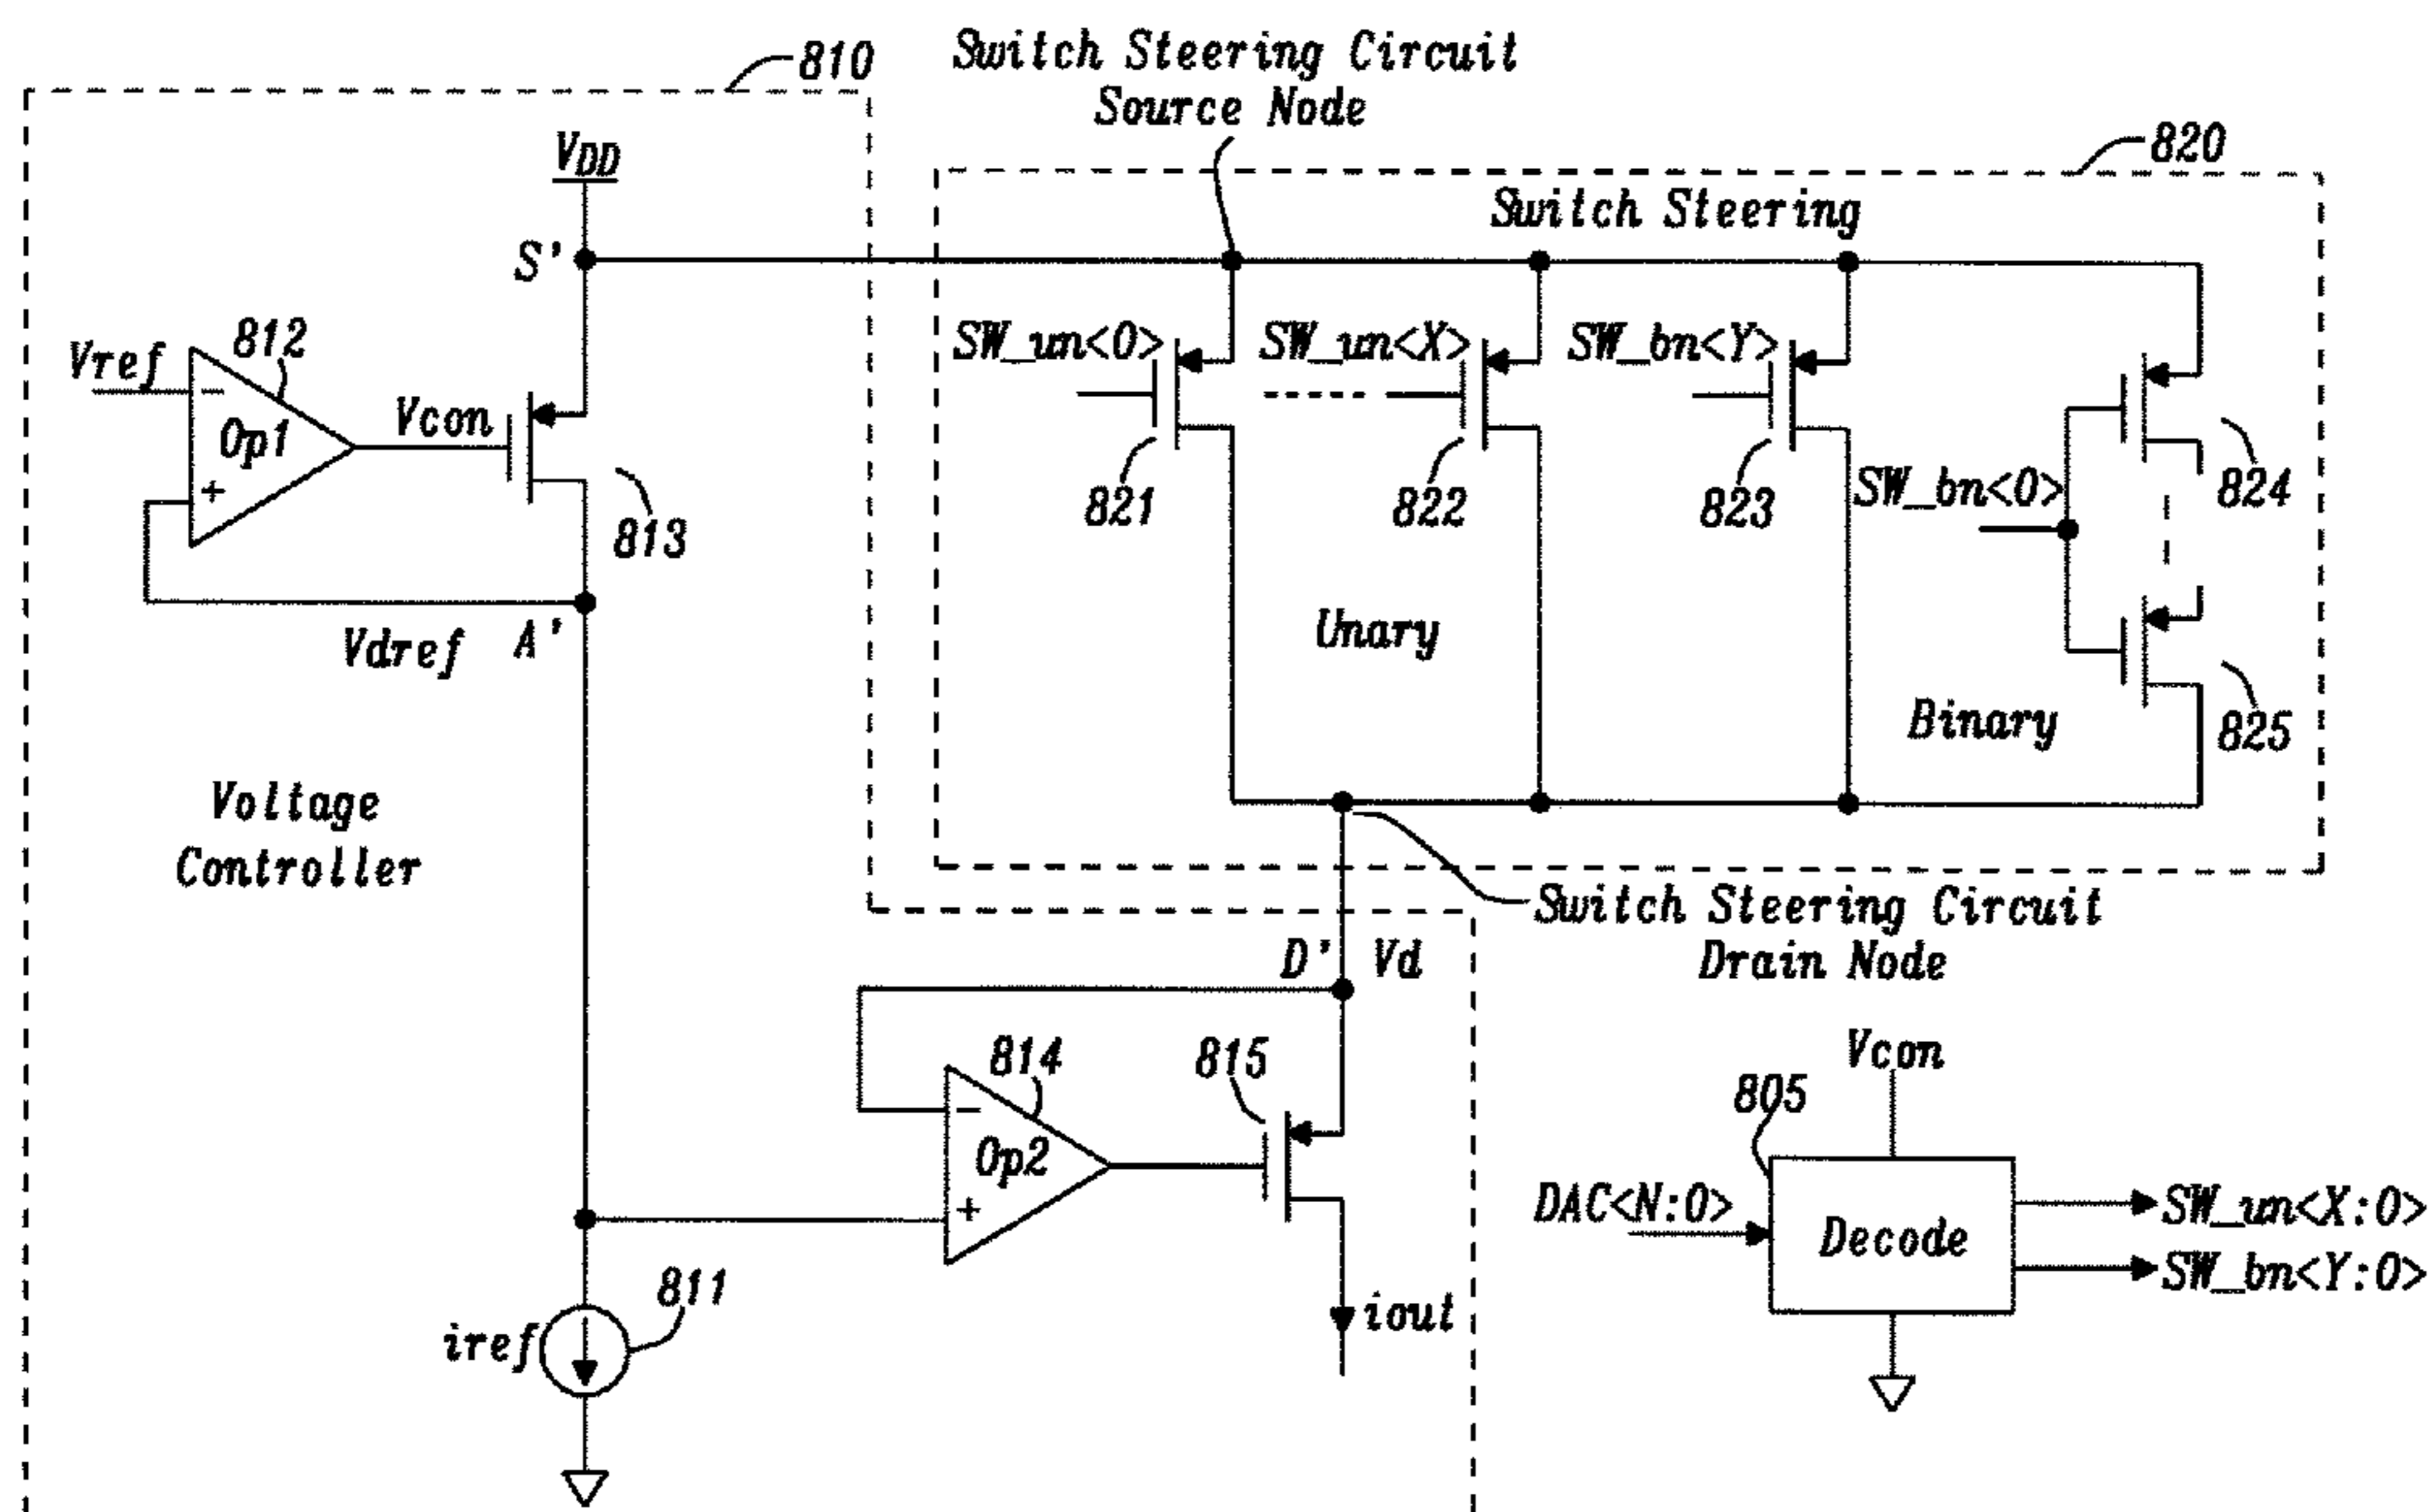 810
Switch Steering Circuit
Source Node
820
VDD
Switch Steering
S'
Vref
812
-
Op1
+
Vcon
813
Vdref
A'
SW_un<0>
821
SW_un<X>
822
SW_bn<Y>
823
SW_bn<0>
824
Unary
Binary
825
Voltage
Controller
Switch Steering Circuit
Drain Node
D'
Vd
814
-
Op2
+
815
811
iref
iout
Vcon
805
DAC<N:0>
Decode
SW_un<X:0>
SW_bn<Y:0>